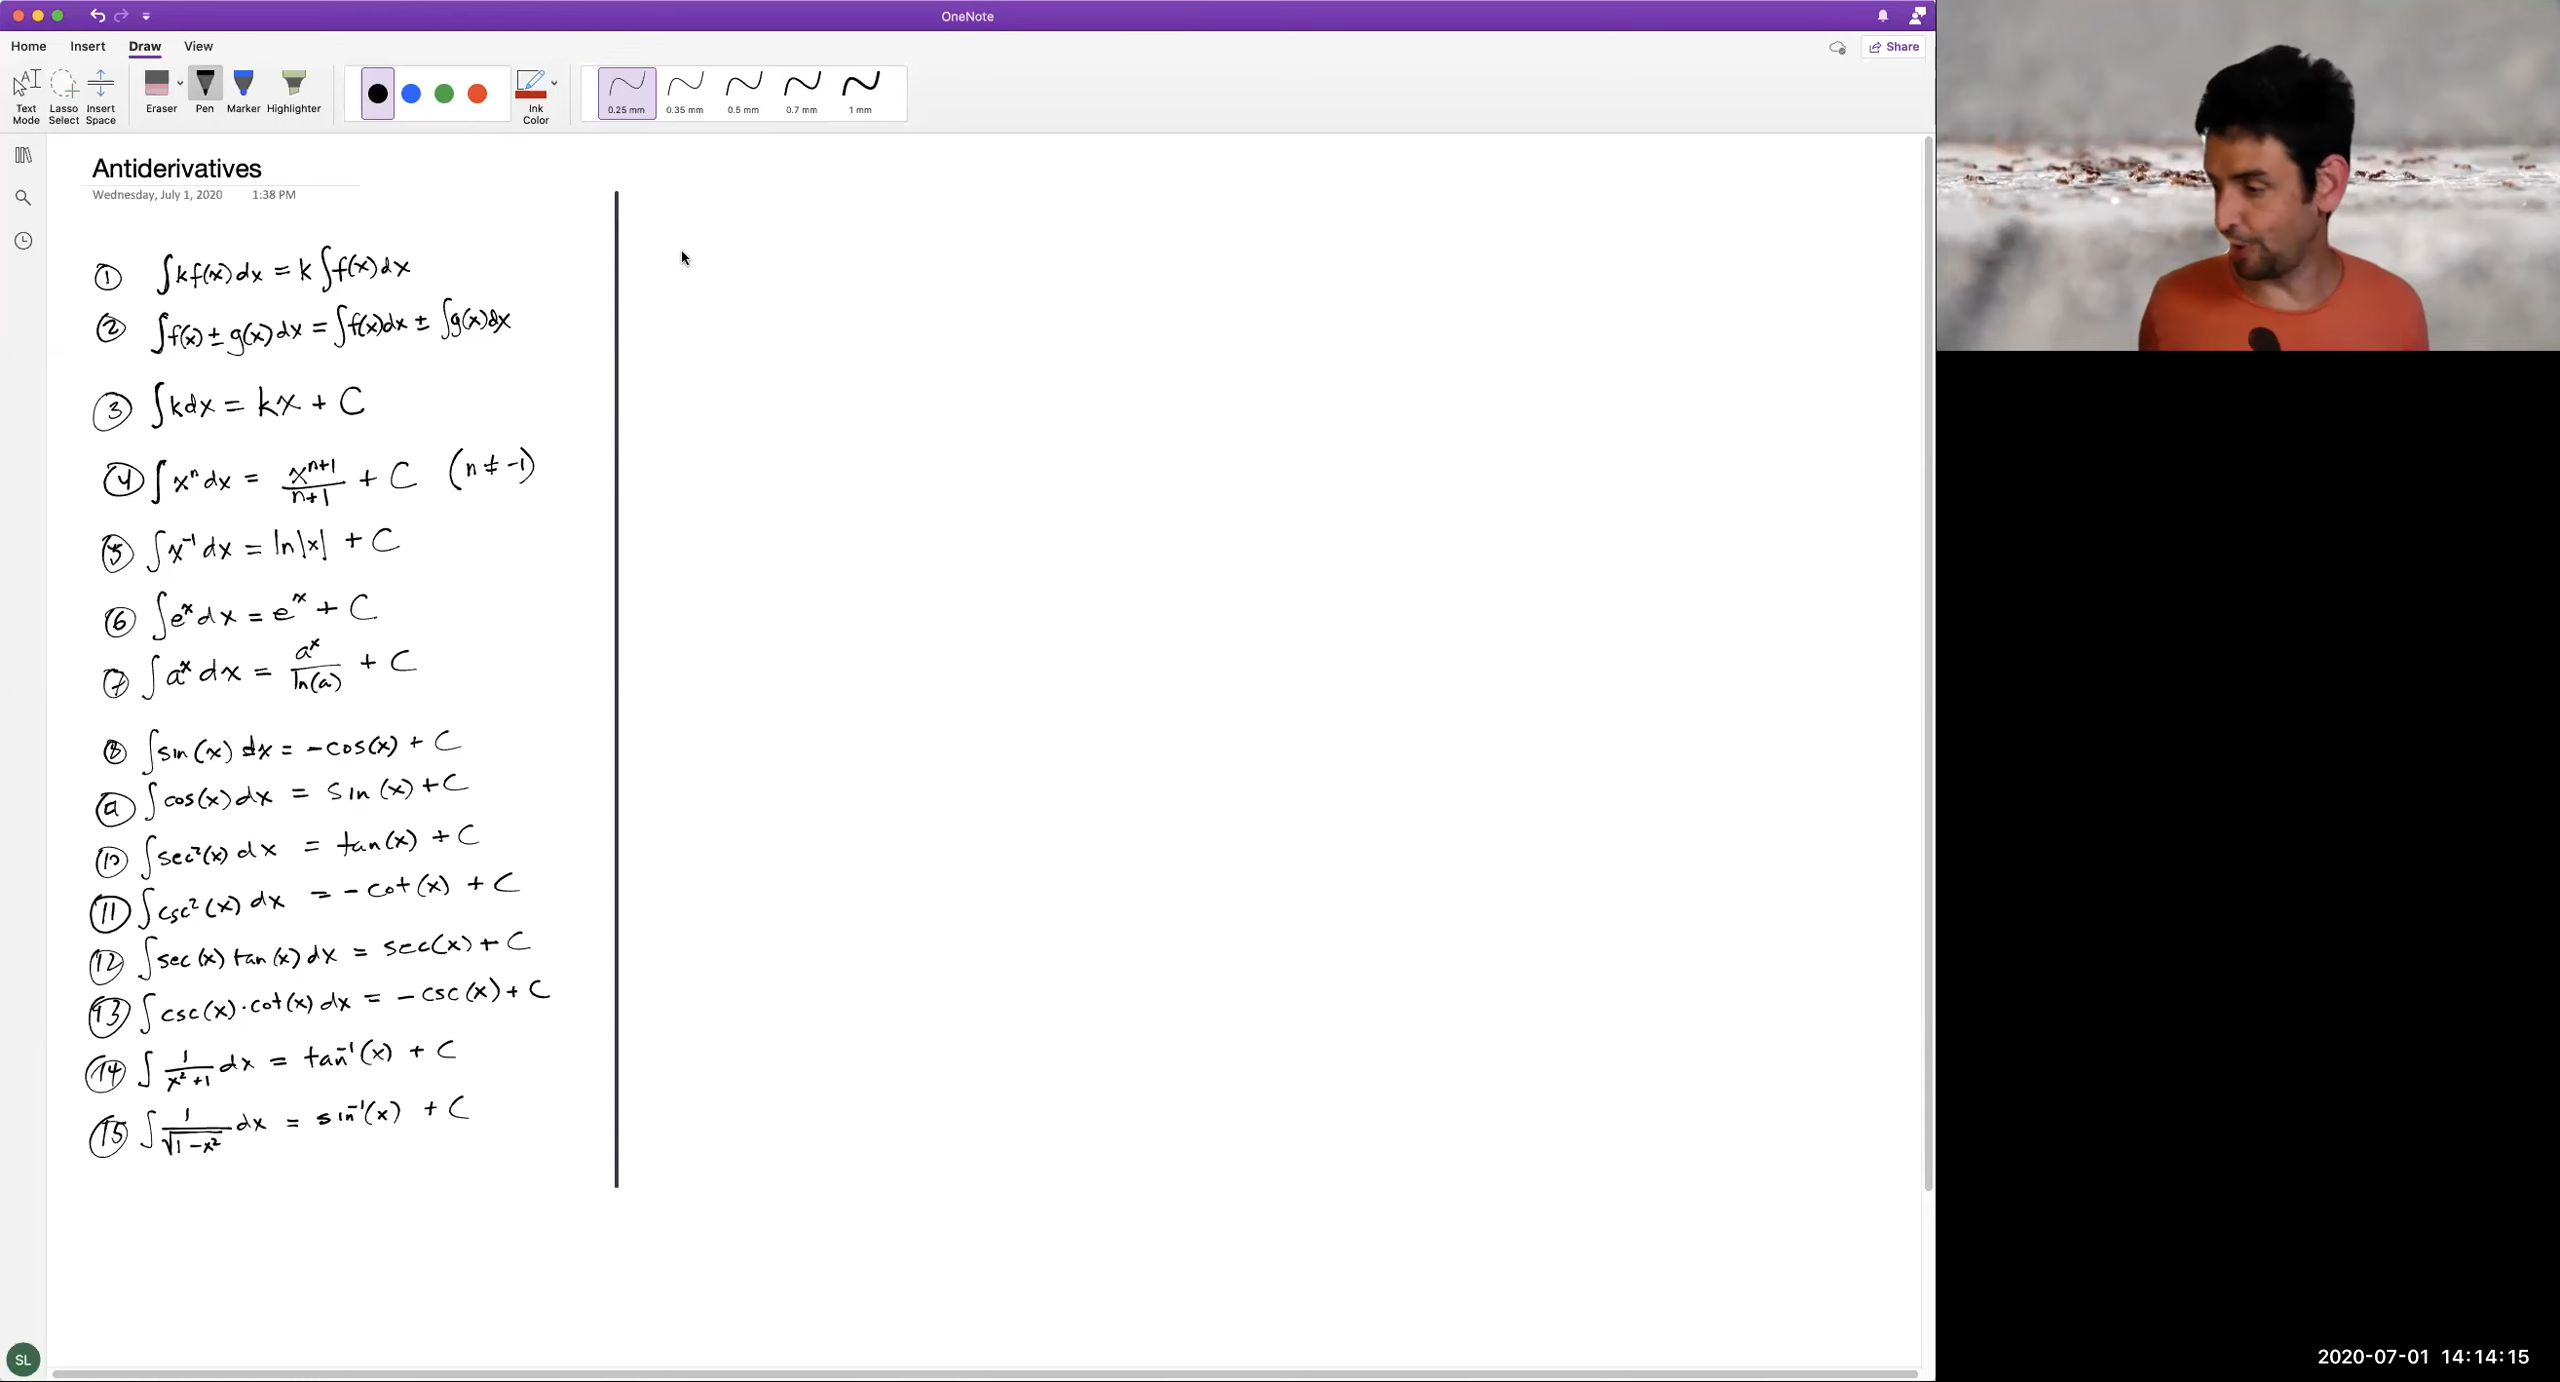 OneNote
Home Insert Draw View
Share
Text Mode Lasso Select Insert Space Eraser Pen Marker Highlighter Ink Color 0.25 mm 0.35 mm 0.5 mm 0.7 mm 1 mm
Antiderivatives
Wednesday, July 1, 2020 1:38 PM
① ∫kf(x)dx = k∫f(x)dx
② ∫f(x) ± g(x)dx = ∫f(x)dx ± ∫g(x)dx
③ ∫kdx = kx + C
④ ∫xⁿdx = xⁿ⁺¹/(n+1) + C (n ≠ -1)
⑤ ∫x⁻¹dx = ln|x| + C
⑥ ∫eˣdx = eˣ + C
⑦ ∫aˣdx = aˣ/ln(a) + C
⑧ ∫sin(x)dx = -cos(x) + C
⑨ ∫cos(x)dx = sin(x) + C
⑩ ∫sec²(x)dx = tan(x) + C
⑪ ∫csc²(x)dx = -cot(x) + C
⑫ ∫sec(x)tan(x)dx = sec(x) + C
⑬ ∫csc(x)·cot(x)dx = -csc(x) + C
⑭ ∫1/(x²+1)dx = tan⁻¹(x) + C
⑮ ∫1/√(1-x²)dx = sin⁻¹(x) + C
SL
2020-07-01 14:14:15